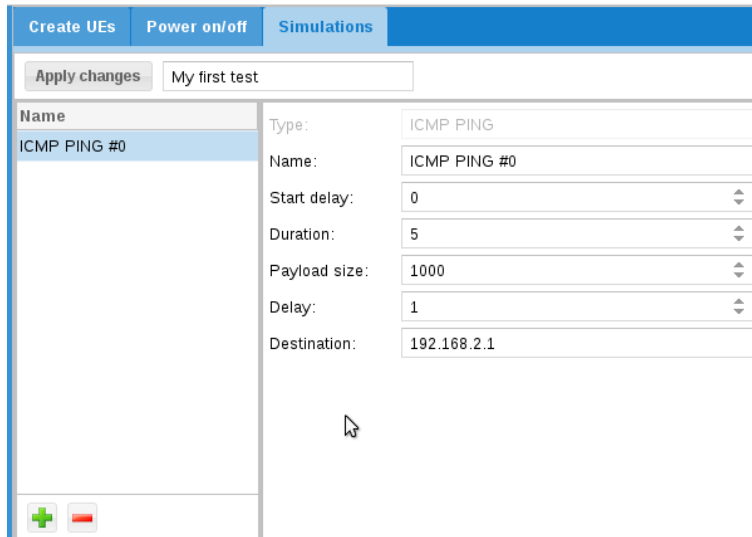 Create UEs Power on/off Simulations
Apply changes My first test
Name
ICMP PING #0
Type: ICMP PING
Name: ICMP PING #0
Start delay: 0
Duration: 5
Payload size: 1000
Delay: 1
Destination: 192.168.2.1